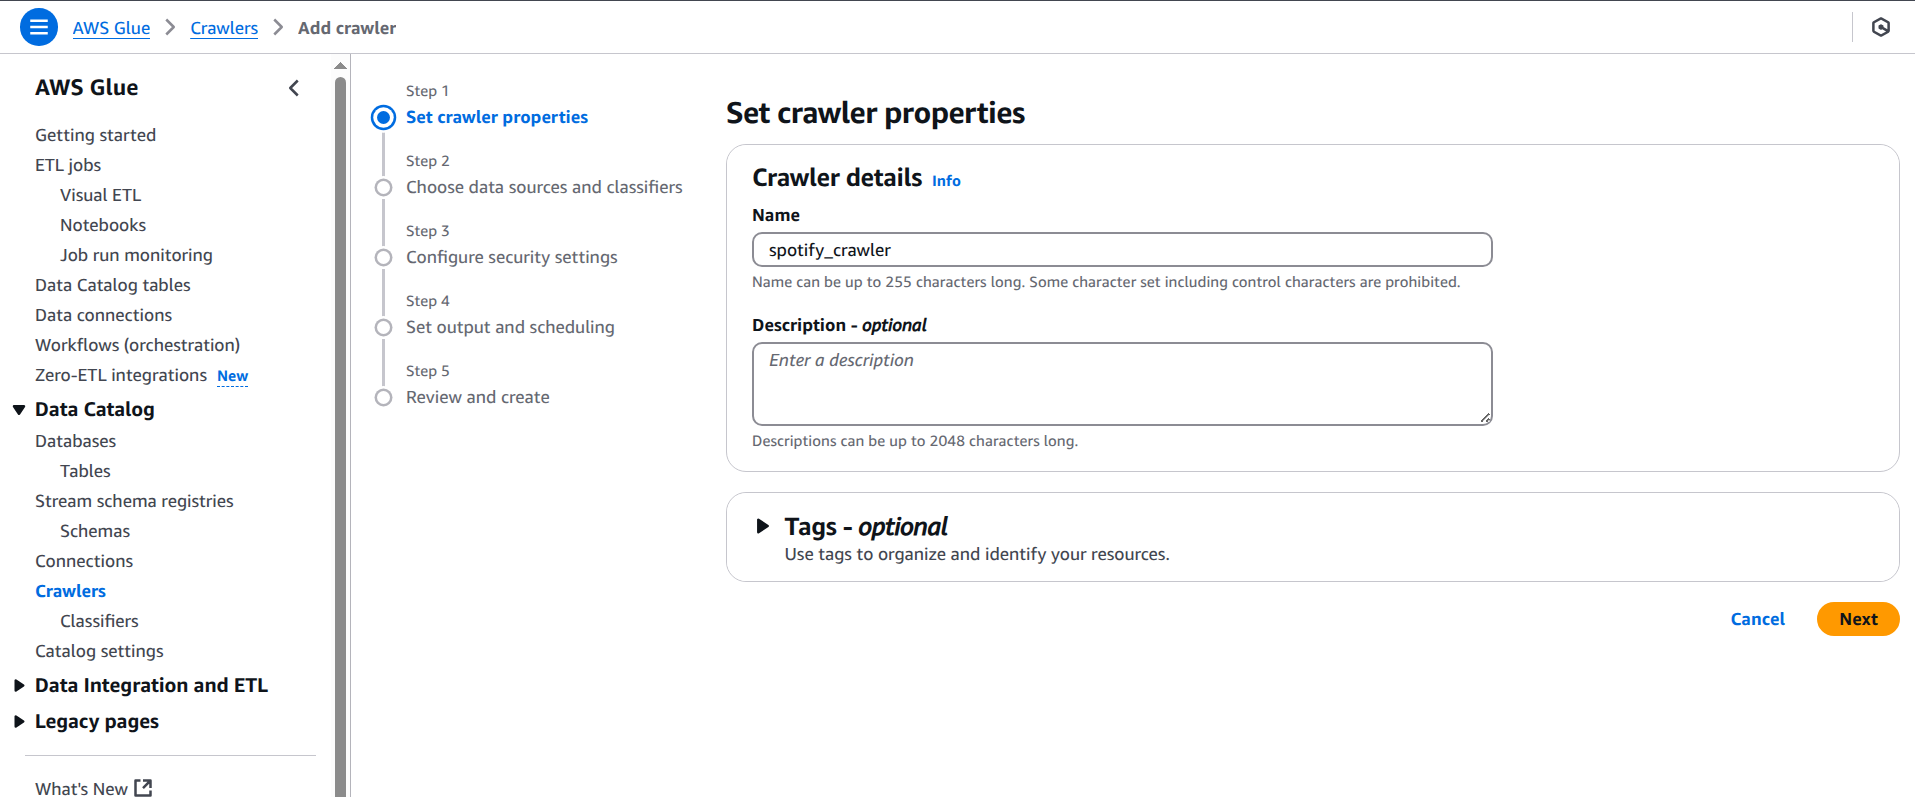 AWS Glue > Crawlers > Add crawler
AWS Glue
Getting started
ETL jobs
Visual ETL
Notebooks
Job run monitoring
Data Catalog tables
Data connections
Workflows (orchestration)
Zero-ETL integrations New
Data Catalog
Databases
Tables
Stream schema registries
Schemas
Connections
Crawlers
Classifiers
Catalog settings
Data Integration and ETL
Legacy pages
What's New
Step 1
Set crawler properties
Step 2
Choose data sources and classifiers
Step 3
Configure security settings
Step 4
Set output and scheduling
Step 5
Review and create
Set crawler properties
Crawler details Info
Name
spotify_crawler
Name can be up to 255 characters long. Some character set including control characters are prohibited.
Description - optional
Enter a description
Descriptions can be up to 2048 characters long.
Tags - optional
Use tags to organize and identify your resources.
Cancel Next